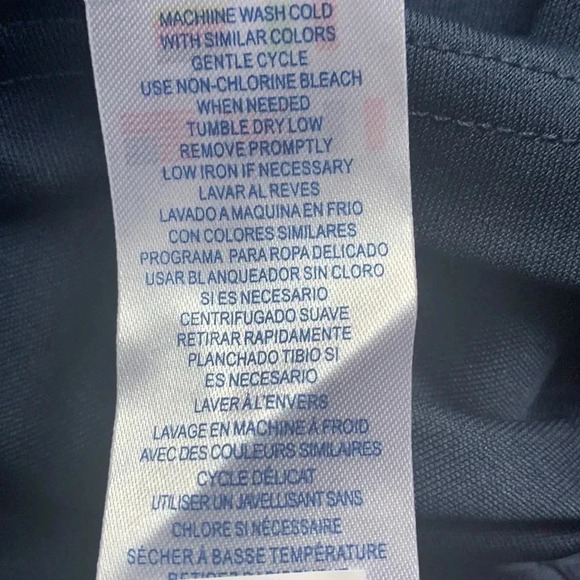 MACHIINE WASH COLD
WITH SIMILAR COLORS
GENTLE CYCLE
USE NON-CHLORINE BLEACH
WHEN NEEDED
TUMBLE DRY LOW
REMOVE PROMPTLY
LOW IRON IF NECESSARY
LAVAR AL REVES
LAVADO A MAQUINA EN FRIO
CON COLORES SIMILARES
PROGRAMA PARA ROPA DELICADO
USAR BLANQUEADOR SIN CLORO
SI ES NECESARIO
CENTRIFUGADO SUAVE
RETIRAR RAPIDAMENTE
PLANCHADO TIBIO SI
ES NECESARIO
LAVER À L'ENVERS
LAVAGE EN MACHINE À FROID
AVEC DES COULEURS SIMILAIRES
CYCLE DÉLICAT
UTILISER UN JAVELLISANT SANS
CHLORE SI NÉCESSAIRE
SÉCHER À BASSE TEMPÉRATURE